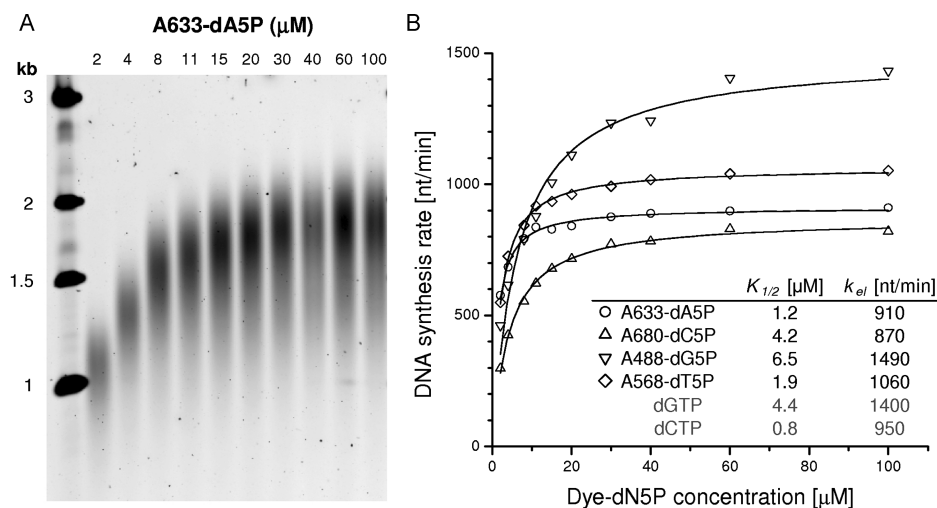 A
A633-dA5P (μM)
kb 2 4 8 11 15 20 30 40 60 100
3
2
1.5
1
B
DNA synthesis rate [nt/min]
1500
1000
500
0
0 20 40 60 80 100
Dye-dN5P concentration [μM]
K1/2 [μM] kel [nt/min]
A633-dA5P 1.2 910
A680-dC5P 4.2 870
A488-dG5P 6.5 1490
A568-dT5P 1.9 1060
dGTP 4.4 1400
dCTP 0.8 950